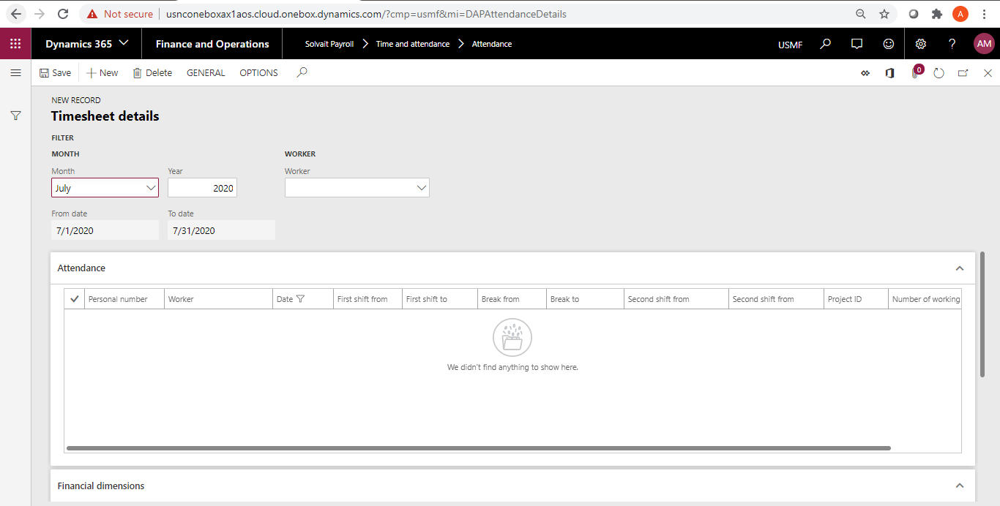 Not secure usnconeboxax1aos.cloud.onebox.dynamics.com/?cmp=usmf&mi=DAPAttendanceDetails A
Dynamics 365 Finance and Operations Solvait Payroll Time and attendance Attendance USMF ? AM
Save New Delete GENERAL OPTIONS 0
NEW RECORD
Timesheet details
FILTER
MONTH WORKER
Month Year Worker
July 2020
From date To date
7/1/2020 7/31/2020
Attendance
Personal number Worker Date First shift from First shift to Break from Break to Second shift from Second shift from Project ID Number of working
We didn't find anything to show here.
Financial dimensions